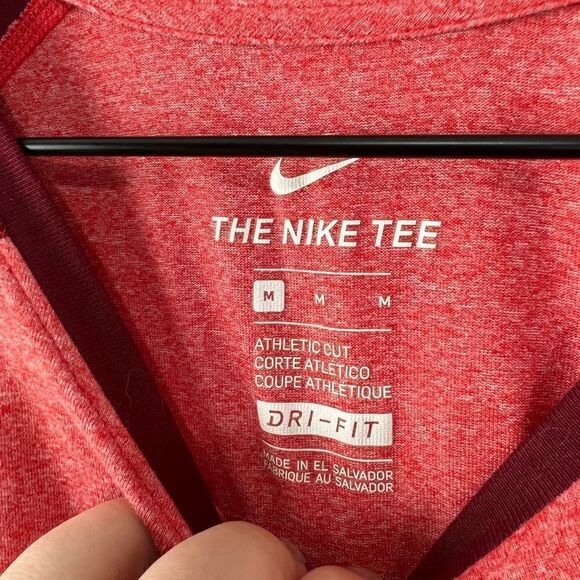 THE NIKE TEE
M M M
ATHLETIC CUT
CORTE ATLÉTICO
COUPE ATHLÉTIQUE
DRI-FIT
MADE IN EL SALVADOR
FABRIQUÉ AU SALVADOR